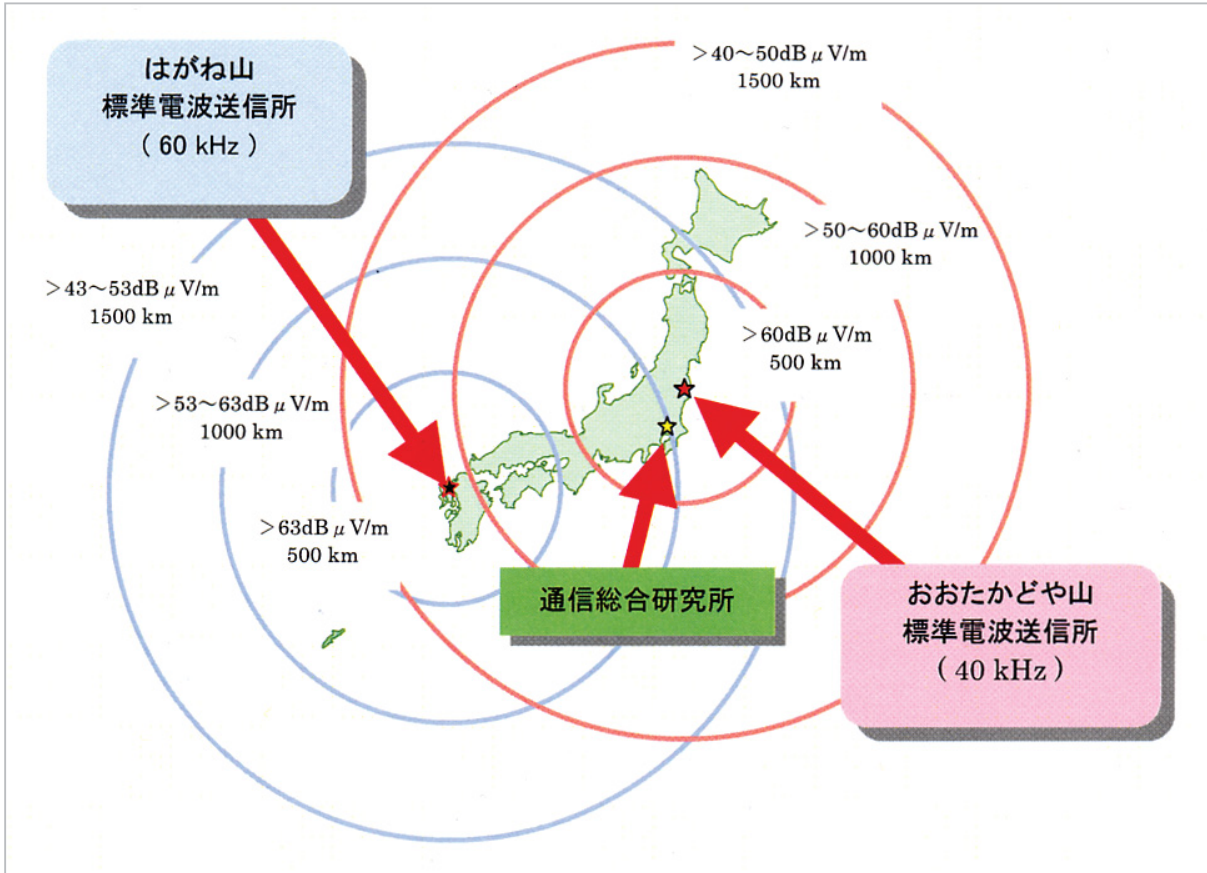 はがね山
標準電波送信所
( 60 kHz )
>40～50dBμV/m
1500 km
>50～60dBμV/m
1000 km
>43～53dBμV/m
1500 km
>60dBμV/m
500 km
>53～63dBμV/m
1000 km
>63dBμV/m
500 km
通信総合研究所
おおたかどや山
標準電波送信所
( 40 kHz )